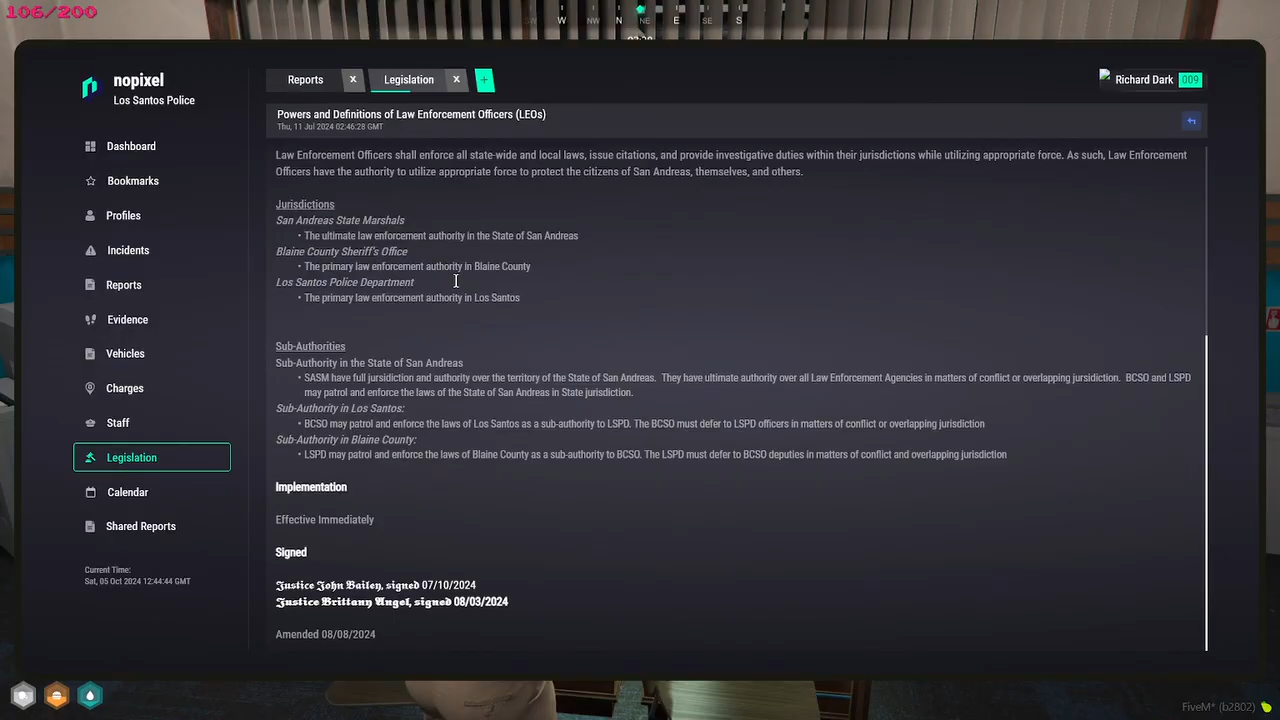 106/200
SW W NW N NE E SE S
nopixel
Los Santos Police
Reports x Legislation x +
Richard Dark 009
Powers and Definitions of Law Enforcement Officers (LEOs)
Thu, 11 Jul 2024 02:46:28 GMT
Dashboard
Bookmarks
Profiles
Incidents
Reports
Evidence
Vehicles
Charges
Staff
Legislation
Calendar
Shared Reports
Current Time:
Sat, 05 Oct 2024 12:44:44 GMT
Law Enforcement Officers shall enforce all state-wide and local laws, issue citations, and provide investigative duties within their jurisdictions while utilizing appropriate force. As such, Law Enforcement
Officers have the authority to utilize appropriate force to protect the citizens of San Andreas, themselves, and others.
Jurisdictions
San Andreas State Marshals
• The ultimate law enforcement authority in the State of San Andreas
Blaine County Sheriff's Office
• The primary law enforcement authority in Blaine County
Los Santos Police Department
• The primary law enforcement authority in Los Santos
Sub-Authorities
Sub-Authority in the State of San Andreas
• SASM have full jursidiction and authority over the territory of the State of San Andreas. They have ultimate authority over all Law Enforcement Agencies in matters of conflict or overlapping jursidiction. BCSO and LSPD
may patrol and enforce the laws of the State of San Andreas in State jurisdiction.
Sub-Authority in Los Santos:
• BCSO may patrol and enforce the laws of Los Santos as a sub-authority to LSPD. The BCSO must defer to LSPD officers in matters of conflict or overlapping jurisdiction
Sub-Authority in Blaine County:
• LSPD may patrol and enforce the laws of Blaine County as a sub-authority to BCSO. The LSPD must defer to BCSO deputies in matters of conflict and overlapping jurisdiction
Implementation
Effective Immediately
Signed
Justice John Bailey, signed 07/10/2024
Justice Brittany Angel, signed 08/03/2024
Amended 08/08/2024
FiveM* (b2802)